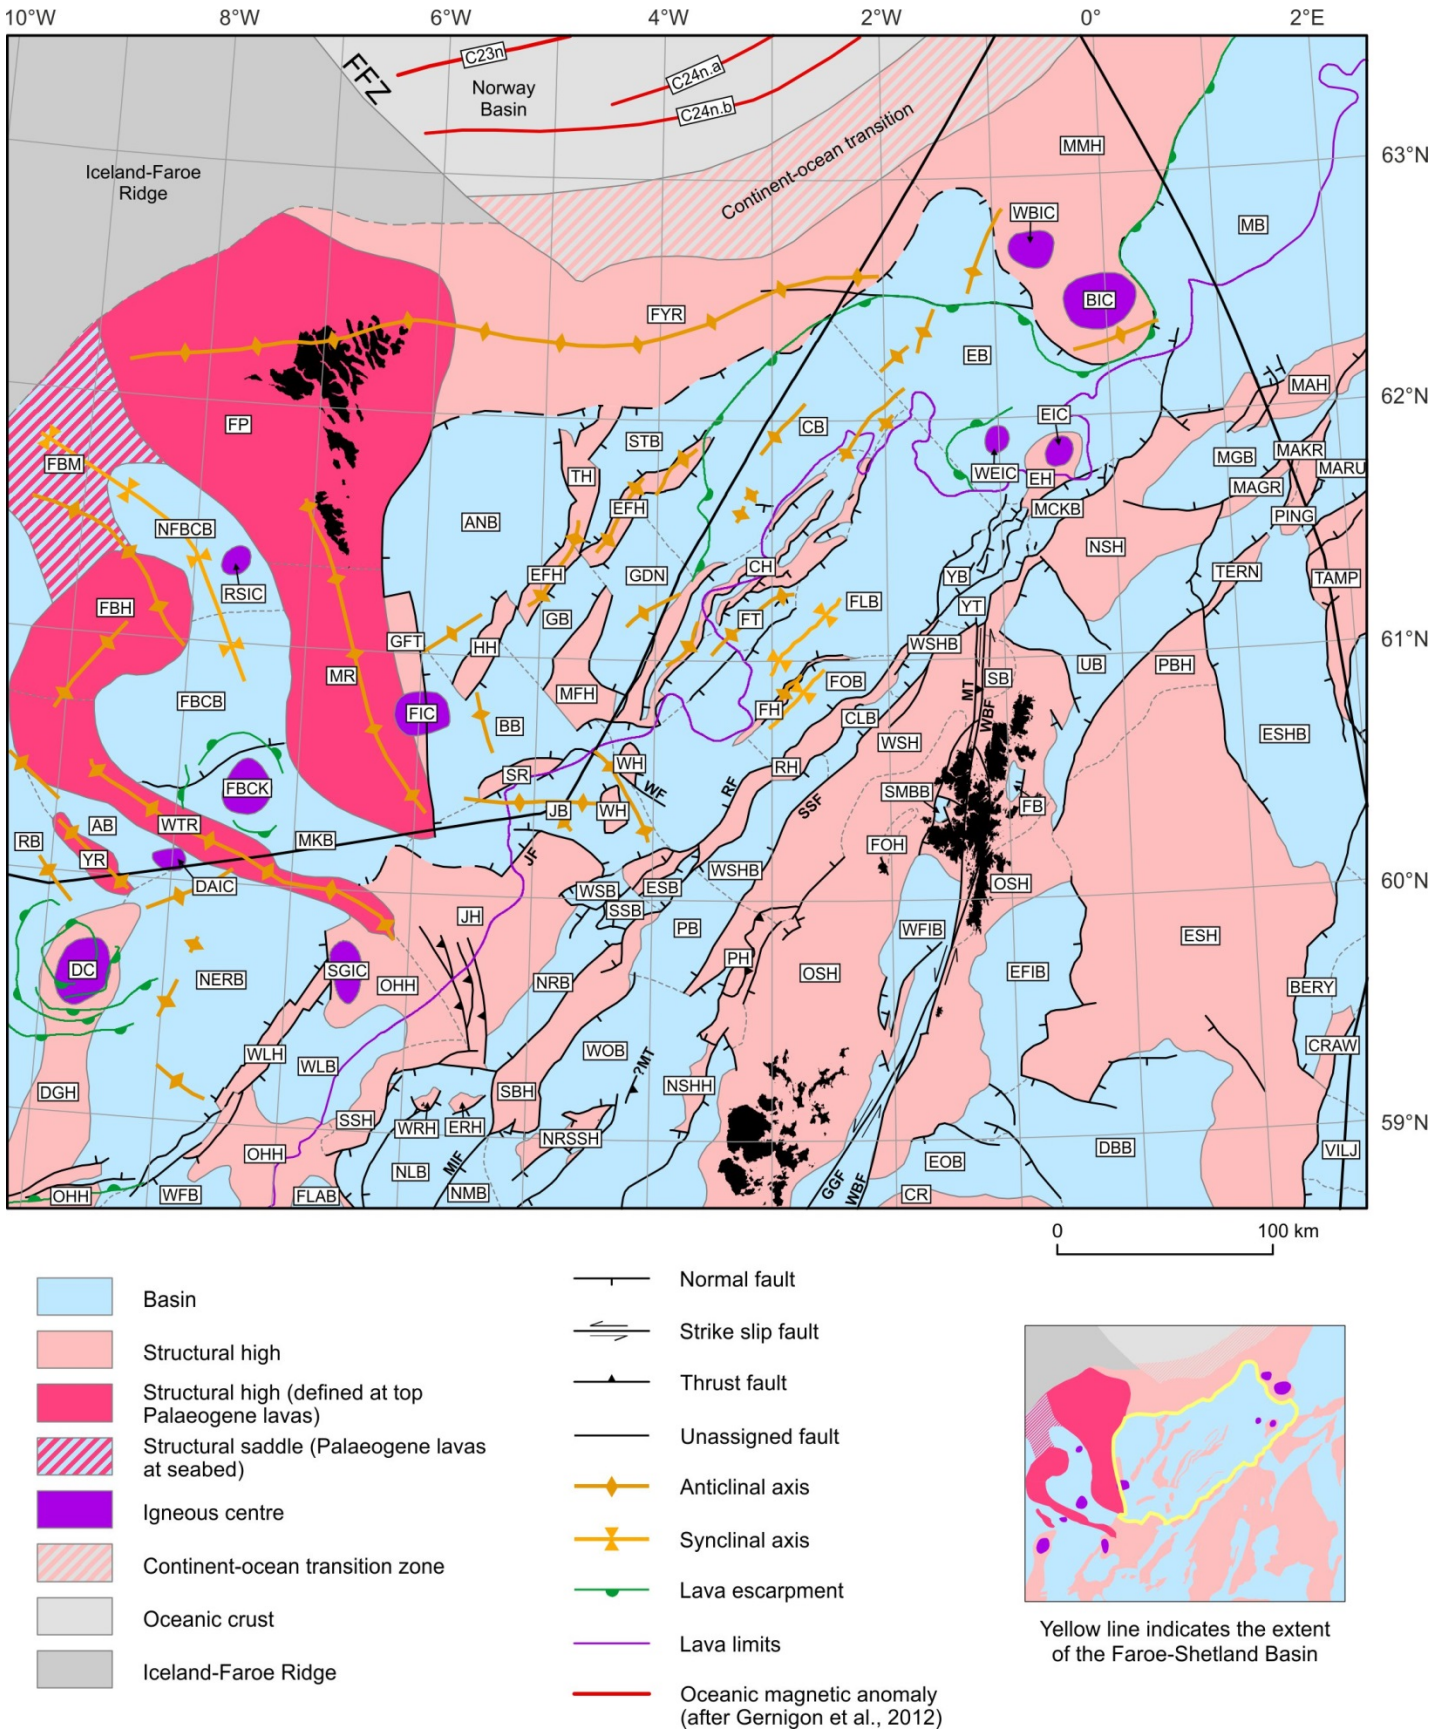 10°W 8°W 6°W 4°W 2°W 0° 2°E
C23n
FFZ
C24n.a
Norway
Basin
C24n.b
Continent-ocean transition
MMH
63°N
Iceland-Faroe
Ridge
WBIC
MB
BIC
FYR
EB
MAH
62°N
FP
CB
EIC
STB
FBM
WEIC
MGB
MAKR
TH
EH
MARU
MAGR
EFH
MCKB
PING
ANB
NFBCB
NSH
CH
YB
TERN
TAMP
RSIC
EFH
GDN
FLB
FBH
YT
GB
FT
GFT
WSHB
61°N
HH
UB
PBH
MR
SB
FOB
MT
MFH
FBCB
FIC
FH
CLB
WBF
BB
ESHB
WSH
WH
RH
SR
FBCK
WF
RF
SMBB
JB
WH
SSF
FB
AB
WTR
RB
MKB
FOH
YR
JF
DAIC
WSHB
60°N
WSB
ESB
OSH
SSB
JH
PB
WFIB
ESH
PH
DC
SGIC
OSH
EFIB
NERB
OHH
NRB
BERY
WOB
CRAW
WLH
WLB
?MT
NSHH
DGH
SBH
SSH
WRH
ERH
59°N
NRSSH
DBB
VILJ
OHH
EOB
NLB
MIF
GGF
OHH
WFB
FLAB
NMB
WBF
CR
0 100 km
Basin
Structural high
Structural high (defined at top
Palaeogene lavas)
Structural saddle (Palaeogene lavas
at seabed)
Igneous centre
Continent-ocean transition zone
Oceanic crust
Iceland-Faroe Ridge
Normal fault
Strike slip fault
Thrust fault
Unassigned fault
Anticlinal axis
Synclinal axis
Lava escarpment
Lava limits
Oceanic magnetic anomaly
(after Gernigon et al., 2012)
Yellow line indicates the extent
of the Faroe-Shetland Basin